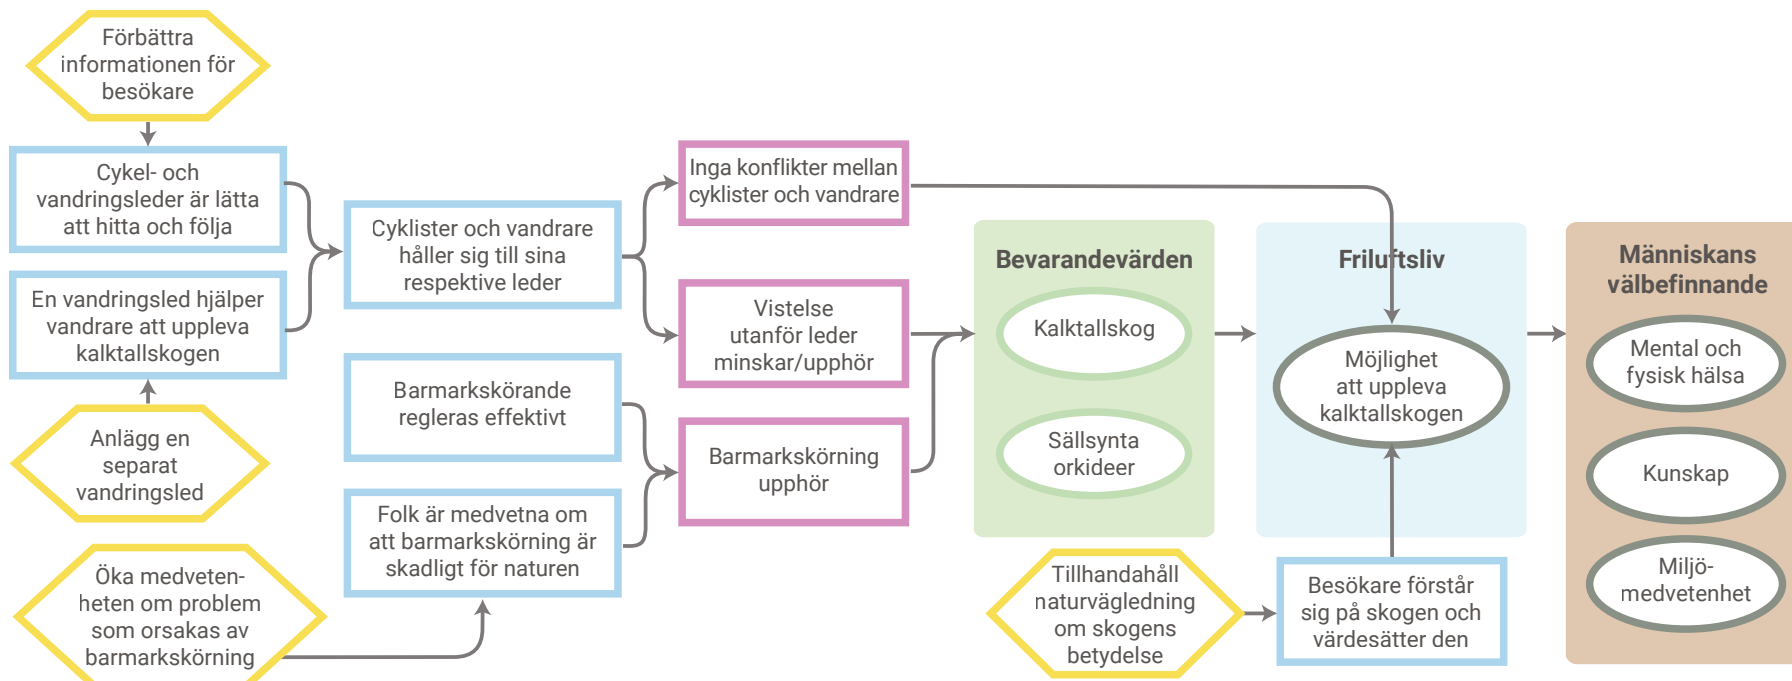 Förbättra
informationen för
besökare
Cykel- och
vandringsleder är lätta
att hitta och följa
En vandringsled hjälper
vandrare att uppleva
kalktallskogen
Anlägg en
separat
vandringsled
Öka medveten-
heten om problem
som orsakas av
barmarkskörning
Cyklister och vandrare
håller sig till sina
respektive leder
Barmarkskörande
regleras effektivt
Folk är medvetna om
att barmarkskörning är
skadligt för naturen
Inga konflikter mellan
cyklister och vandrare
Vistelse
utanför leder
minskar/upphör
Barmarkskörning
upphör
Bevarandevärden
Kalktallskog
Sällsynta
orkideer
Tillhandahåll
naturvägledning
om skogens
betydelse
Friluftsliv
Möjlighet
att uppleva
kalktallskogen
Besökare förstår
sig på skogen och
värdesätter den
Människans
välbefinnande
Mental och
fysisk hälsa
Kunskap
Miljö-
medvetenhet